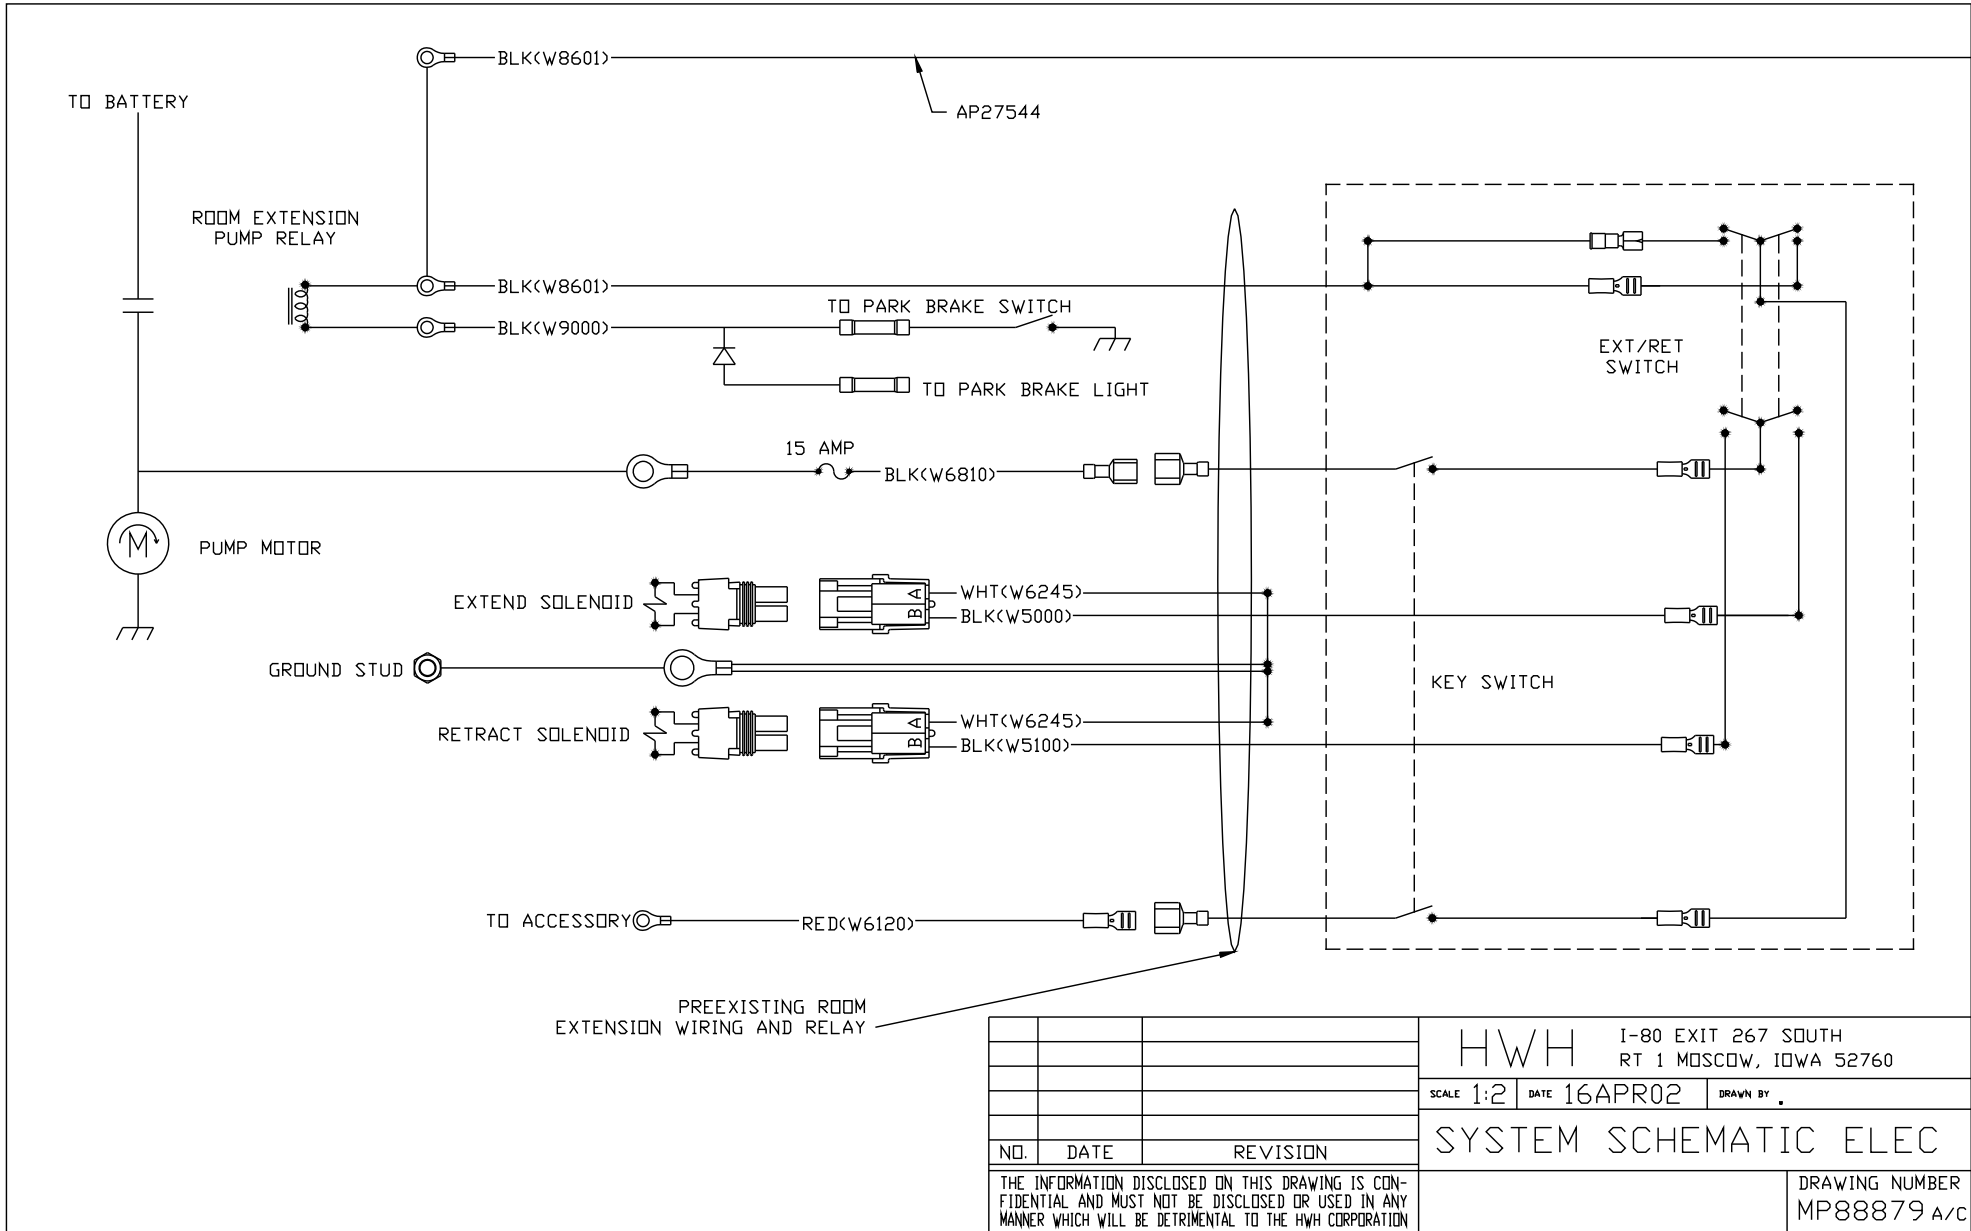 BLK(W8601)
TO BATTERY
AP27544
ROOM EXTENSION
PUMP RELAY
BLK(W8601)
TO PARK BRAKE SWITCH
BLK(W9000)
EXT/RET
SWITCH
TO PARK BRAKE LIGHT
15 AMP
BLK(W6810)
M
PUMP MOTOR
EXTEND SOLENOID
A
B
WHT(W6245)
BLK(W5000)
GROUND STUD
KEY SWITCH
RETRACT SOLENOID
A
B
WHT(W6245)
BLK(W5100)
TO ACCESSORY
RED(W6120)
PREEXISTING ROOM
EXTENSION WIRING AND RELAY
HWH
I-80 EXIT 267 SOUTH
RT 1 MOSCOW, IOWA 52760
SCALE 1:2 DATE 16APR02 DRAWN BY .
SYSTEM SCHEMATIC ELEC
NO. DATE REVISION
THE INFORMATION DISCLOSED ON THIS DRAWING IS CON-
FIDENTIAL AND MUST NOT BE DISCLOSED OR USED IN ANY
MANNER WHICH WILL BE DETRIMENTAL TO THE HWH CORPORATION
DRAWING NUMBER
MP88879 A/C